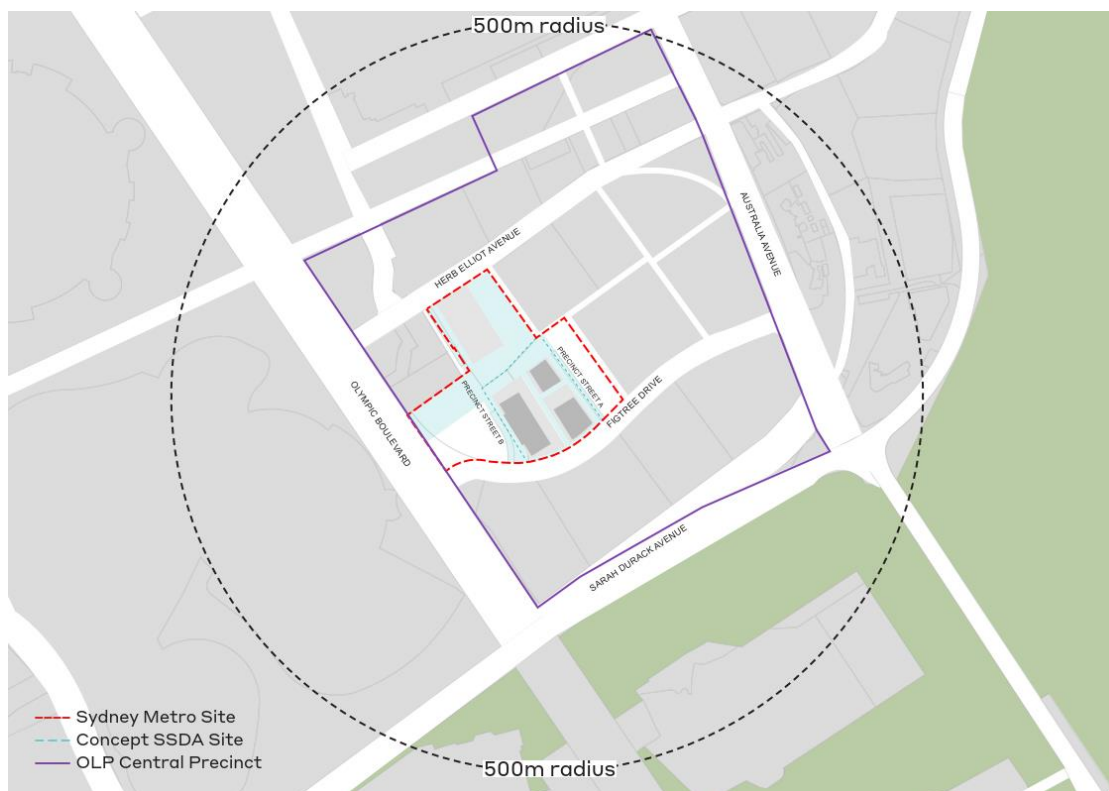 500m radius
HERB ELLIOT AVENUE
AUSTRALIA AVENUE
PRECINCT STREET A
PRECINCT STREET B
OLYMPIC BOULEVARD
FIGTREE DRIVE
SARAH DURACK AVENUE
Sydney Metro Site
Concept SSDA Site
OLP Central Precinct
500m radius